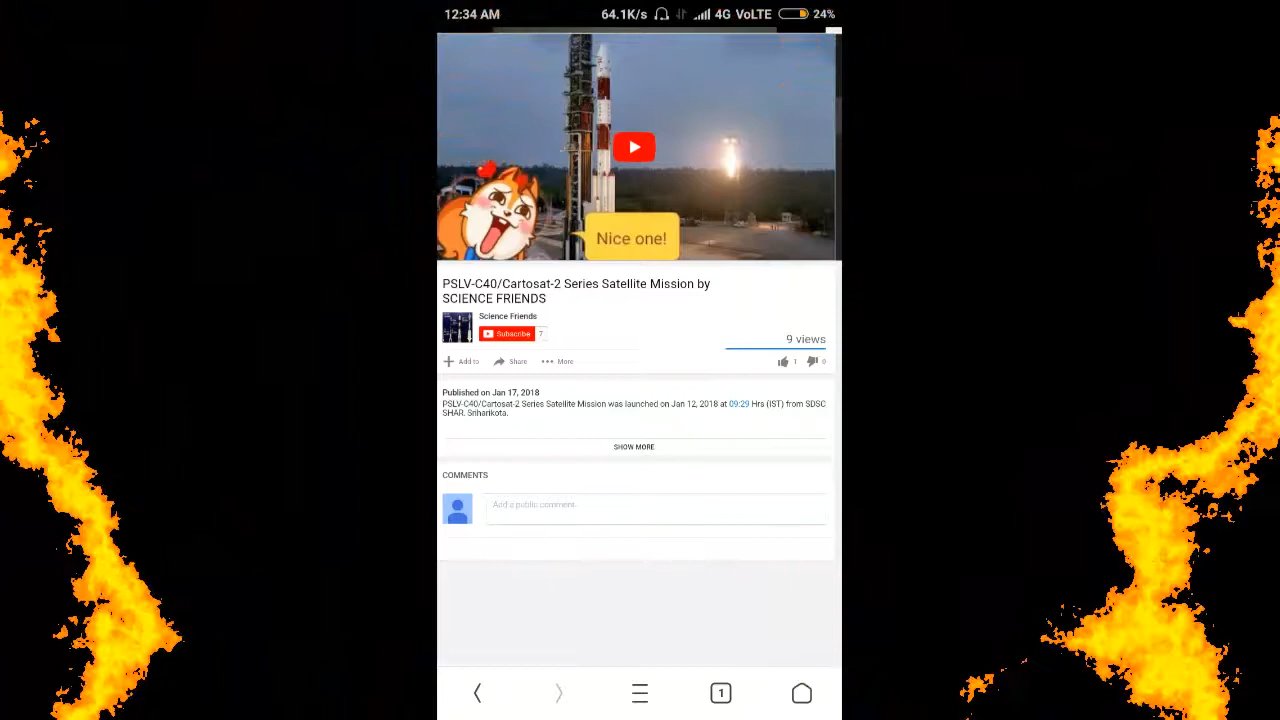 12:34 AM
64.1K/s 4G VoLTE 24%
Nice one!
PSLV-C40/Cartosat-2 Series Satellite Mission by
SCIENCE FRIENDS
Science Friends
Subscribe 7
9 views
Add to Share More 1 0
Published on Jan 17, 2018
PSLV-C40/Cartosat-2 Series Satellite Mission was launched on Jan 12, 2018 at 09:29 Hrs (IST) from SDSC
SHAR, Sriharikota.
SHOW MORE
COMMENTS
Add a public comment.
1